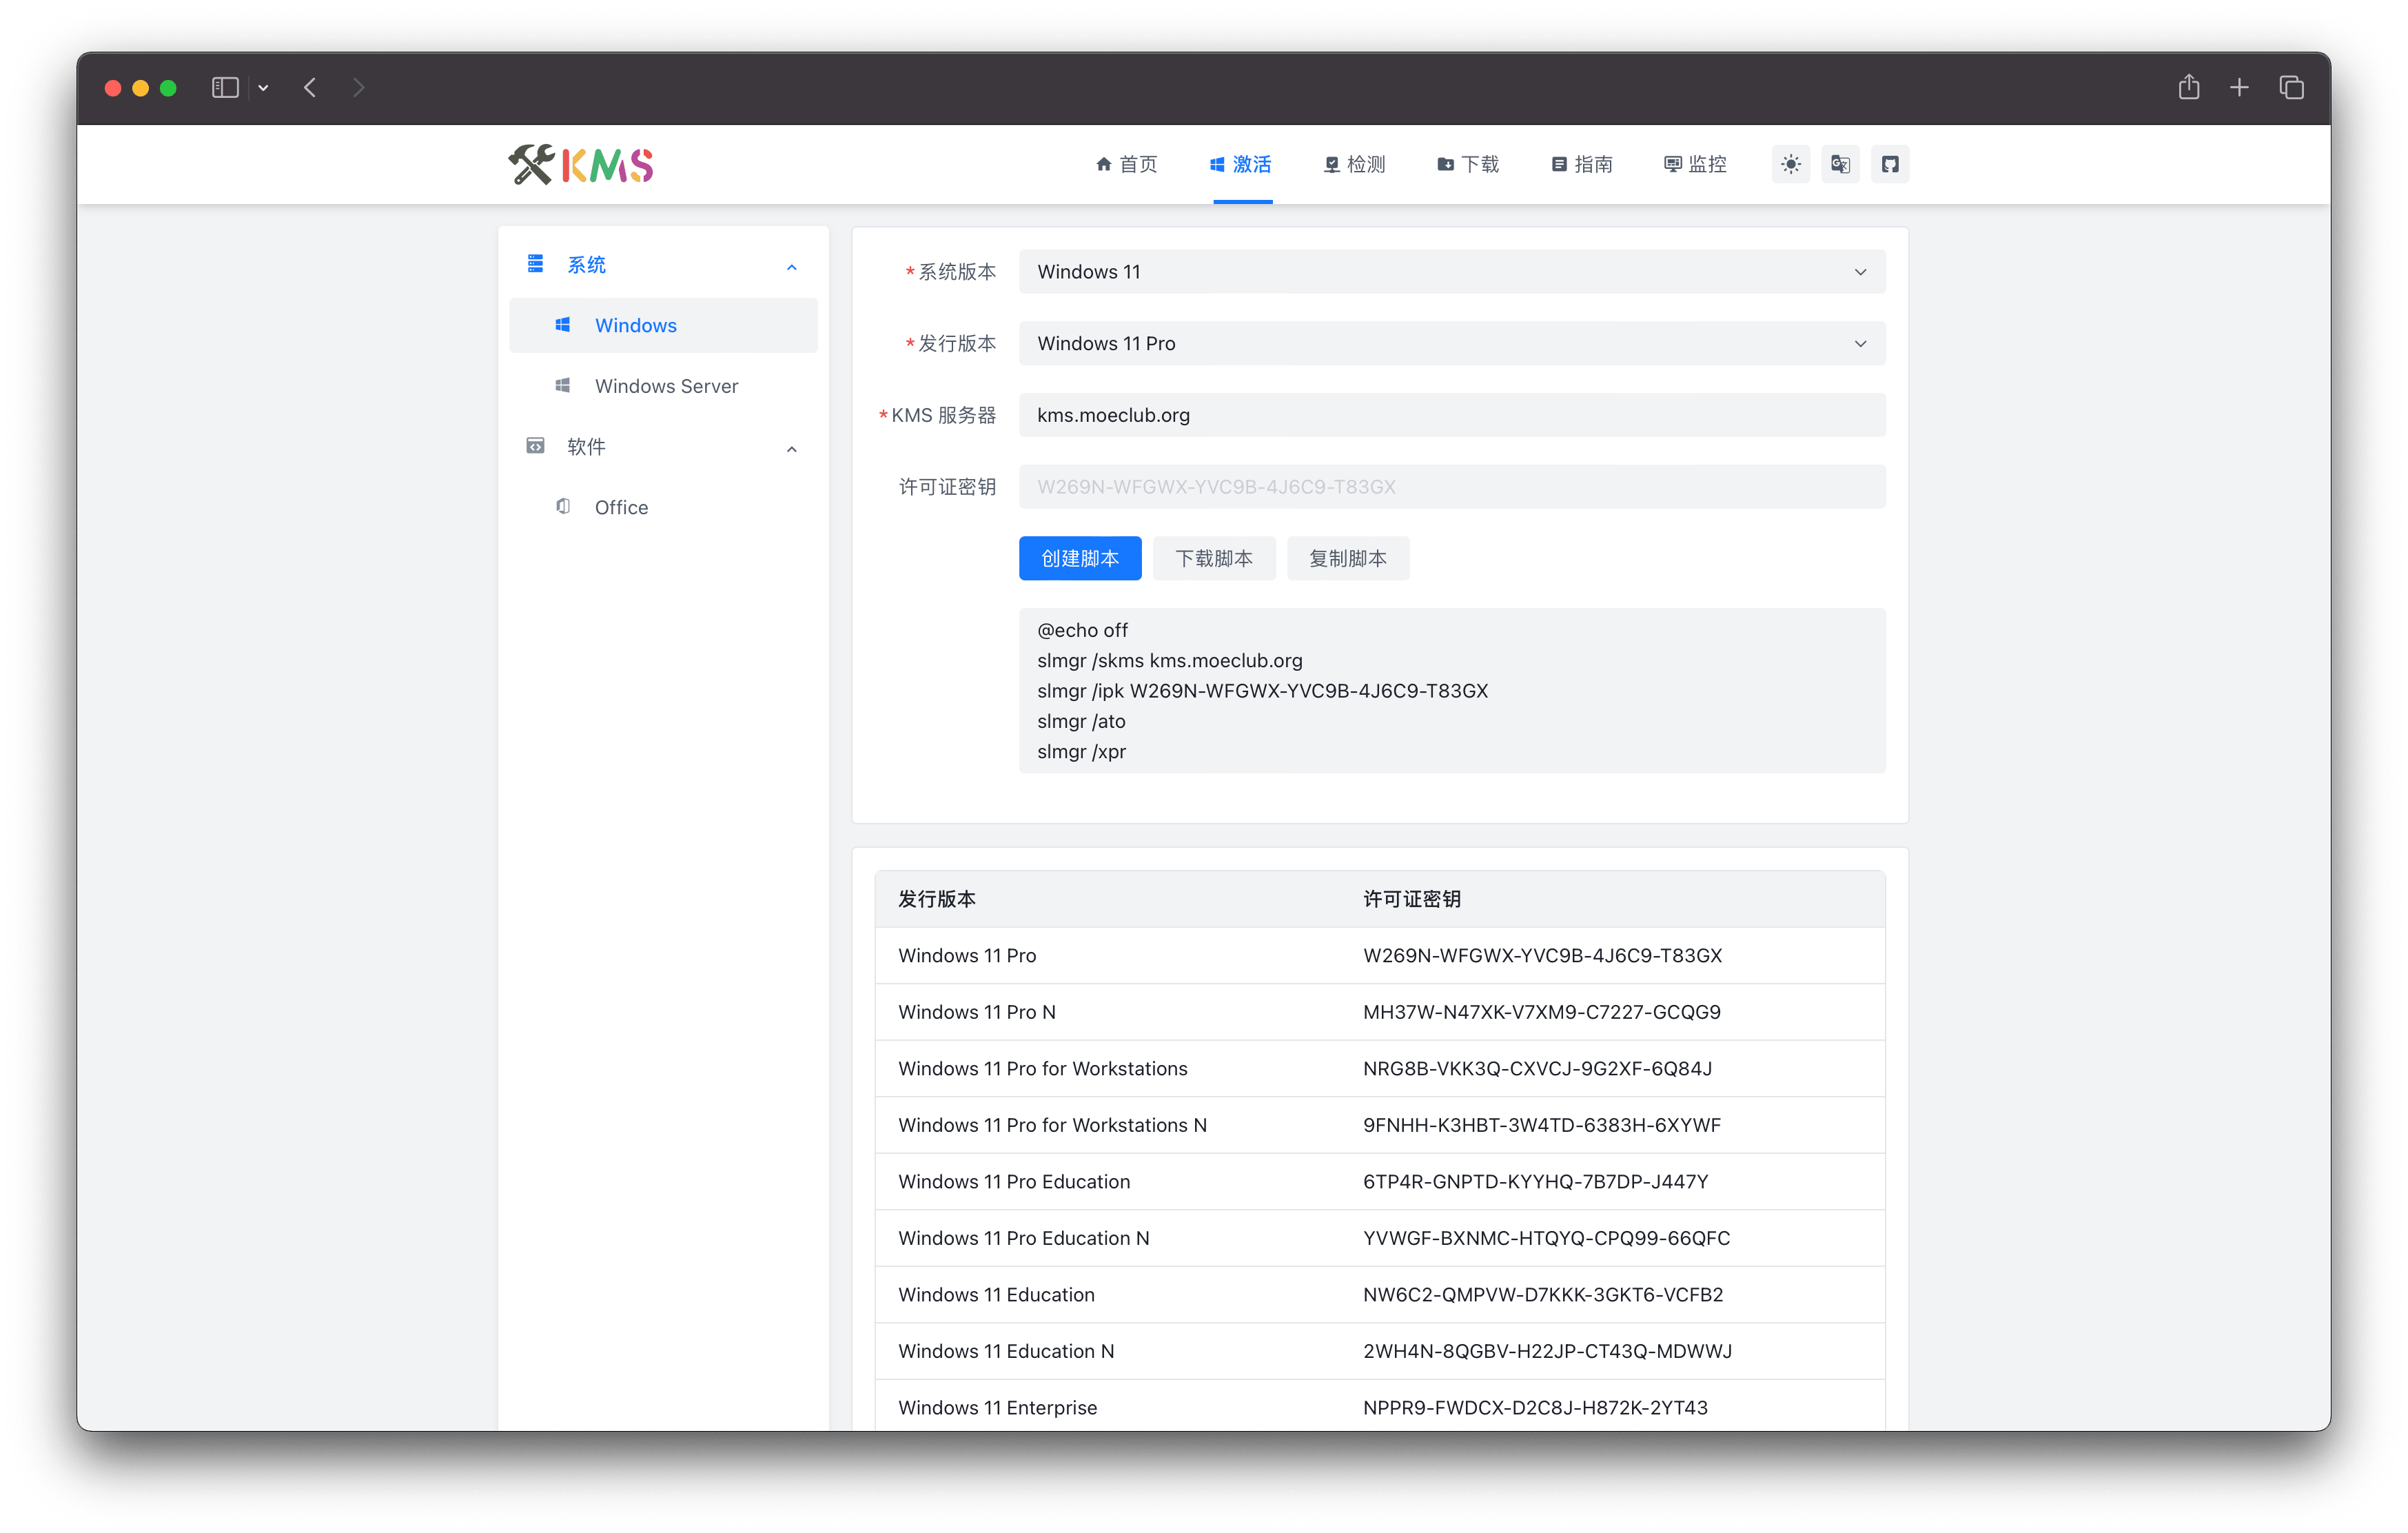 KMS
首页 激活 检测 下载 指南 监控
系统
Windows
Windows Server
软件
Office
*系统版本 Windows 11
*发行版本 Windows 11 Pro
*KMS 服务器 kms.moeclub.org
许可证密钥 W269N-WFGWX-YVC9B-4J6C9-T83GX
创建脚本 下载脚本 复制脚本
@echo off
slmgr /skms kms.moeclub.org
slmgr /ipk W269N-WFGWX-YVC9B-4J6C9-T83GX
slmgr /ato
slmgr /xpr
发行版本 许可证密钥
Windows 11 Pro W269N-WFGWX-YVC9B-4J6C9-T83GX
Windows 11 Pro N MH37W-N47XK-V7XM9-C7227-GCQG9
Windows 11 Pro for Workstations NRG8B-VKK3Q-CXVCJ-9G2XF-6Q84J
Windows 11 Pro for Workstations N 9FNHH-K3HBT-3W4TD-6383H-6XYWF
Windows 11 Pro Education 6TP4R-GNPTD-KYYHQ-7B7DP-J447Y
Windows 11 Pro Education N YVWGF-BXNMC-HTQYQ-CPQ99-66QFC
Windows 11 Education NW6C2-QMPVW-D7KKK-3GKT6-VCFB2
Windows 11 Education N 2WH4N-8QGBV-H22JP-CT43Q-MDWWJ
Windows 11 Enterprise NPPR9-FWDCX-D2C8J-H872K-2YT43